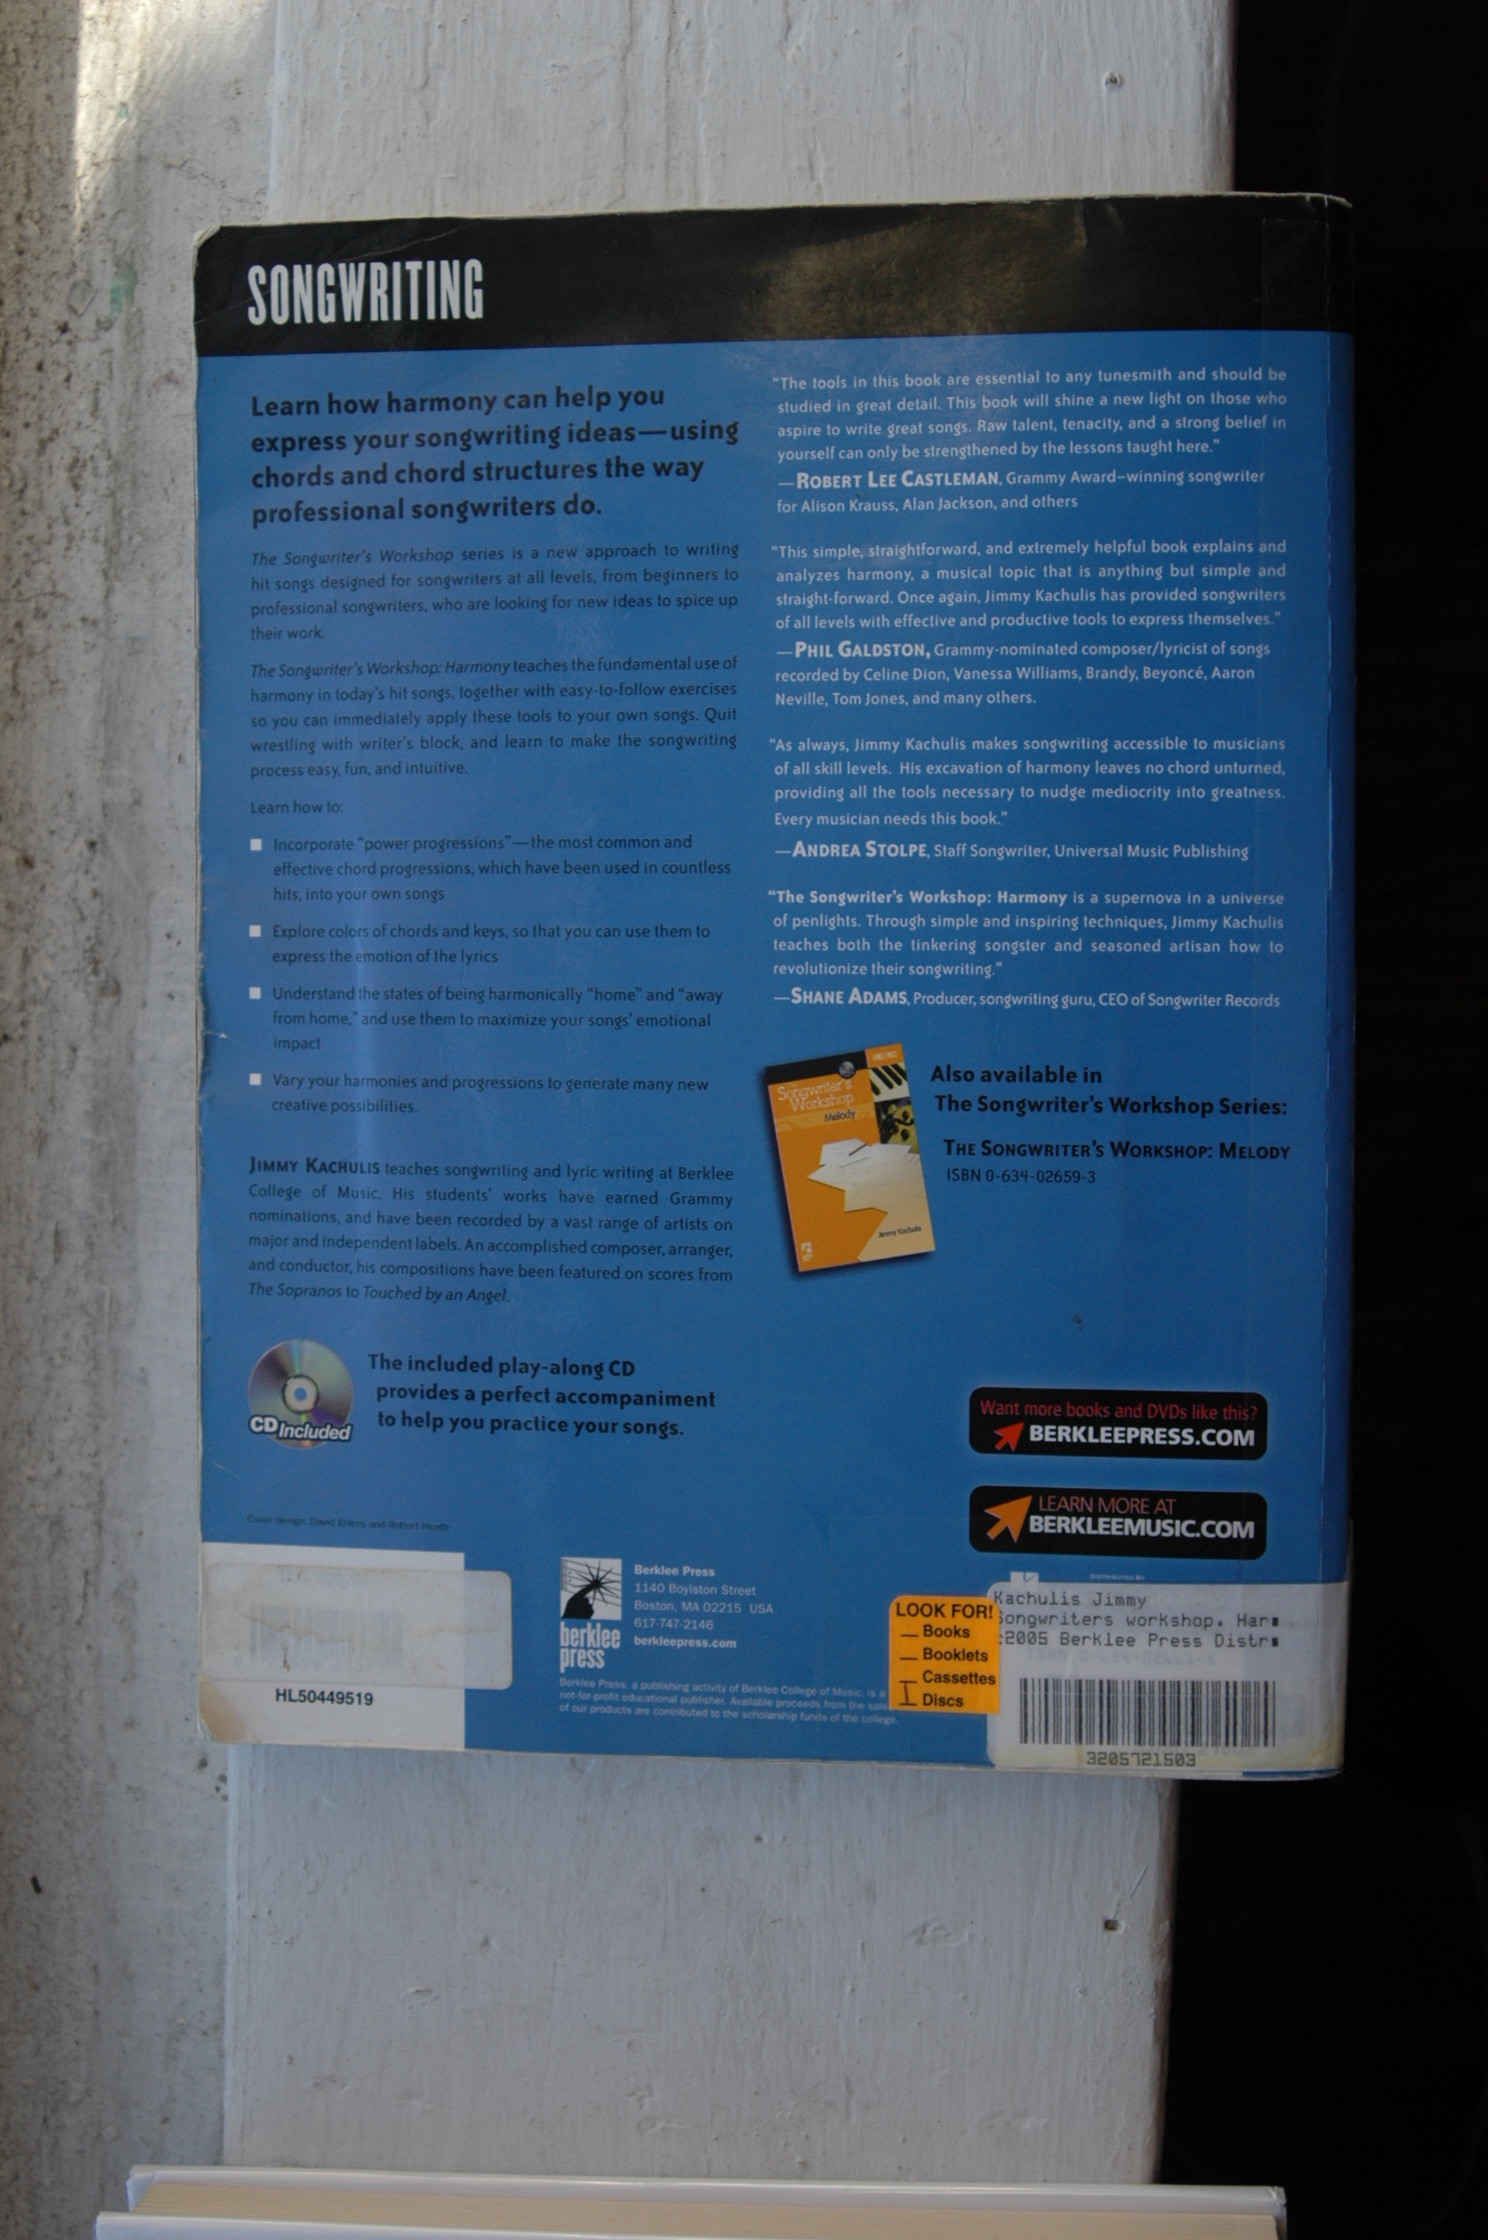 SONGWRITING
Learn how harmony can help you
express your songwriting ideas—using
chords and chord structures the way
professional songwriters do.
The Songwriter's Workshop series is a new approach to writing
hit songs designed for songwriters at all levels, from beginners to
professional songwriters, who are looking for new ideas to spice up
their work.
The Songwriter's Workshop: Harmony teaches the fundamental use of
harmony in today's hit songs, together with easy-to-follow exercises
so you can immediately apply these tools to your own songs. Quit
wrestling with writer's block, and learn to make the songwriting
process easy, fun, and intuitive.
Learn how to:
Incorporate “power progressions”—the most common and
effective chord progressions, which have been used in countless
hits, into your own songs
Explore colors of chords and keys, so that you can use them to
express the emotion of the lyrics
Understand the states of being harmonically “home” and “away
from home,” and use them to maximize your songs' emotional
impact
Vary your harmonies and progressions to generate many new
creative possibilities.
JIMMY KACHULIS teaches songwriting and lyric writing at Berklee
College of Music. His students' works have earned Grammy
nominations, and have been recorded by a vast range of artists on
major and independent labels. An accomplished composer, arranger,
and conductor, his compositions have been featured on scores from
The Sopranos to Touched by an Angel.
CD Included
The included play-along CD
provides a perfect accompaniment
to help you practice your songs.
Cover design: David Ehlers and Robert Heath
HL50449519
“The tools in this book are essential to any tunesmith and should be
studied in great detail. This book will shine a new light on those who
aspire to write great songs. Raw talent, tenacity, and a strong belief in
yourself can only be strengthened by the lessons taught here.”
—ROBERT LEE CASTLEMAN, Grammy Award–winning songwriter
for Alison Krauss, Alan Jackson, and others
“This simple, straightforward, and extremely helpful book explains and
analyzes harmony, a musical topic that is anything but simple and
straight-forward. Once again, Jimmy Kachulis has provided songwriters
of all levels with effective and productive tools to express themselves.”
—PHIL GALDSTON, Grammy-nominated composer/lyricist of songs
recorded by Celine Dion, Vanessa Williams, Brandy, Beyoncé, Aaron
Neville, Tom Jones, and many others.
“As always, Jimmy Kachulis makes songwriting accessible to musicians
of all skill levels. His excavation of harmony leaves no chord unturned,
providing all the tools necessary to nudge mediocrity into greatness.
Every musician needs this book.”
—ANDREA STOLPE, Staff Songwriter, Universal Music Publishing
“The Songwriter's Workshop: Harmony is a supernova in a universe
of penlights. Through simple and inspiring techniques, Jimmy Kachulis
teaches both the tinkering songster and seasoned artisan how to
revolutionize their songwriting.”
—SHANE ADAMS, Producer, songwriting guru, CEO of Songwriter Records
Songwriter's
Workshop
Melody
Jimmy Kachulis
Also available in
The Songwriter's Workshop Series:
THE SONGWRITER'S WORKSHOP: MELODY
ISBN 0-634-02659-3
Want more books and DVDs like this?
BERKLEEPRESS.COM
LEARN MORE AT
BERKLEEMUSIC.COM
berklee
press
Berklee Press
1140 Boylston Street
Boston, MA 02215 USA
617-747-2146
berkleepress.com
Berklee Press, a publishing activity of Berklee College of Music, is a
not-for-profit educational publisher. Available proceeds from the sale
of our products are contributed to the scholarship funds of the college.
LOOK FOR!
Books
Booklets
Cassettes
Discs
DISTRIBUTED BY
Kachulis Jimmy
Songwriters workshop. Har
c2005 Berklee Press Distr
3205721503